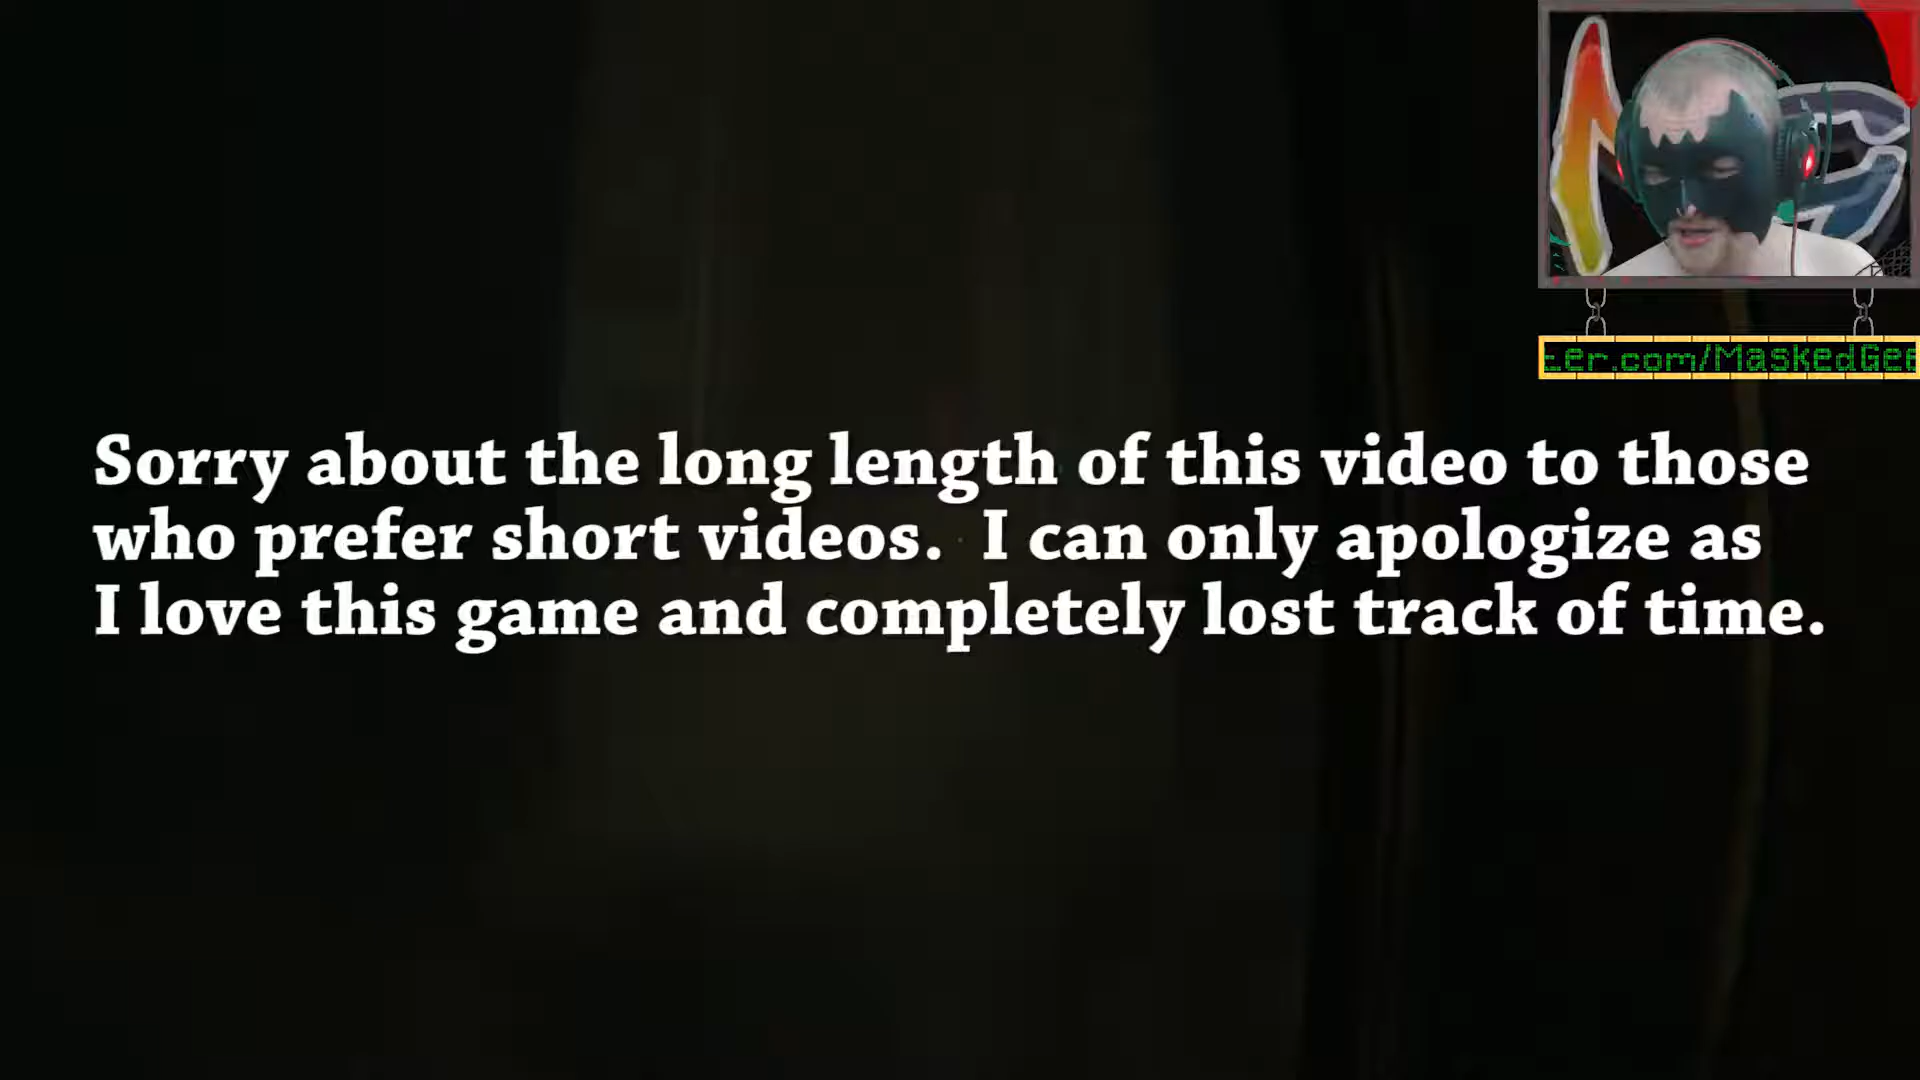 ter.com/MaskedGee
Sorry about the long length of this video to those
who prefer short videos. I can only apologize as
I love this game and completely lost track of time.